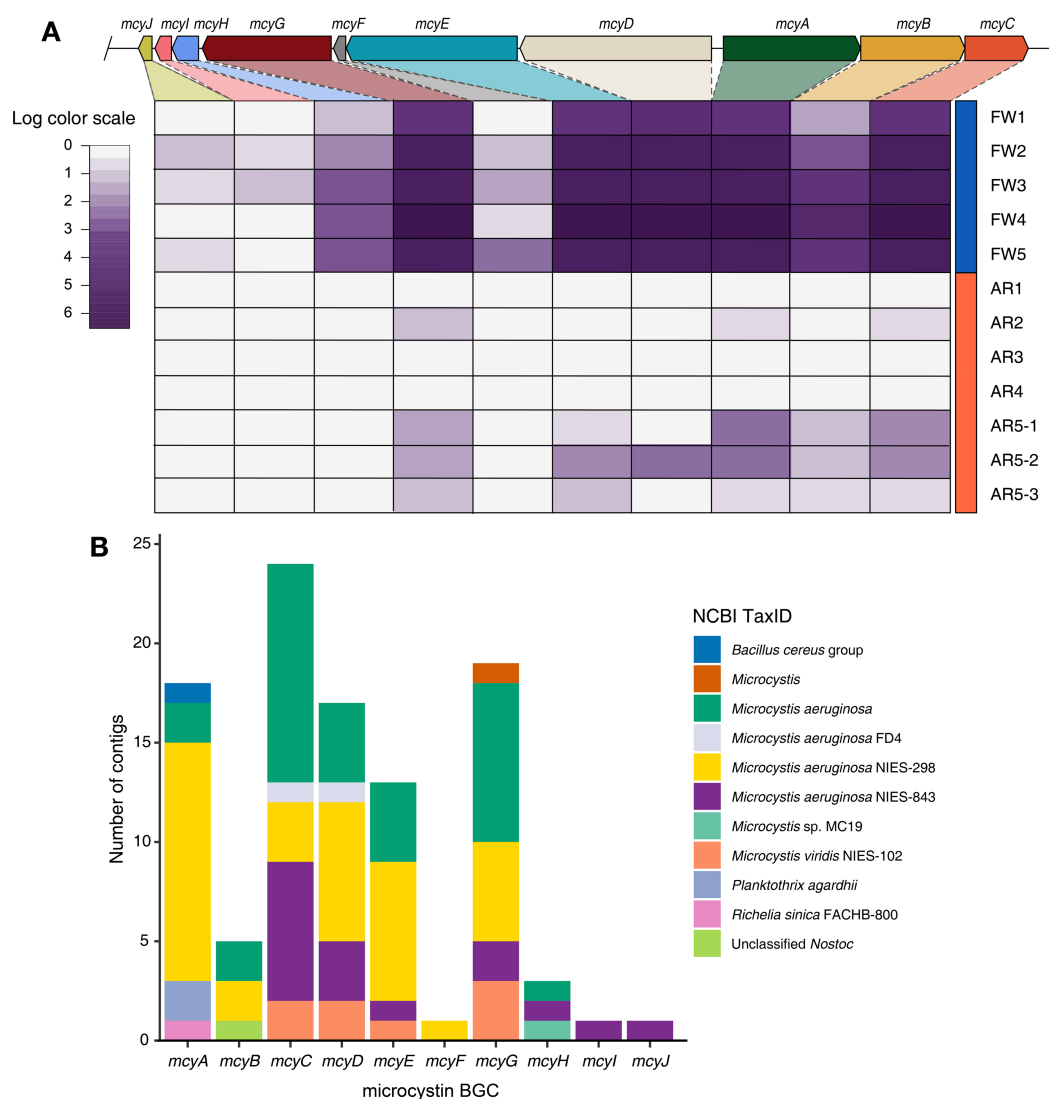 A
mcyJ mcyI mcyH mcyG mcyF mcyE mcyD mcyA mcyB mcyC
Log color scale
0
1
2
3
4
5
6
FW1
FW2
FW3
FW4
FW5
AR1
AR2
AR3
AR4
AR5-1
AR5-2
AR5-3
B
Number of contigs
25
20
15
10
5
0
mcyA mcyB mcyC mcyD mcyE mcyF mcyG mcyH mcyI mcyJ
microcystin BGC
NCBI TaxID
Bacillus cereus group
Microcystis
Microcystis aeruginosa
Microcystis aeruginosa FD4
Microcystis aeruginosa NIES-298
Microcystis aeruginosa NIES-843
Microcystis sp. MC19
Microcystis viridis NIES-102
Planktothrix agardhii
Richelia sinica FACHB-800
Unclassified Nostoc